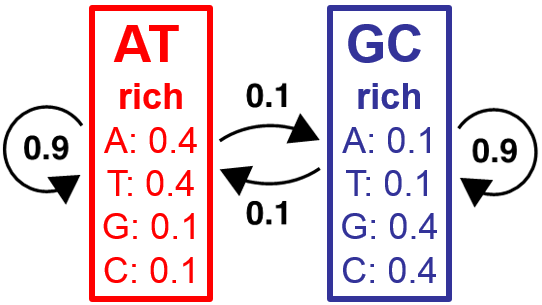 AT
rich
A: 0.4
T: 0.4
G: 0.1
C: 0.1
GC
rich
A: 0.1
T: 0.1
G: 0.4
C: 0.4
0.9
0.1
0.1
0.9